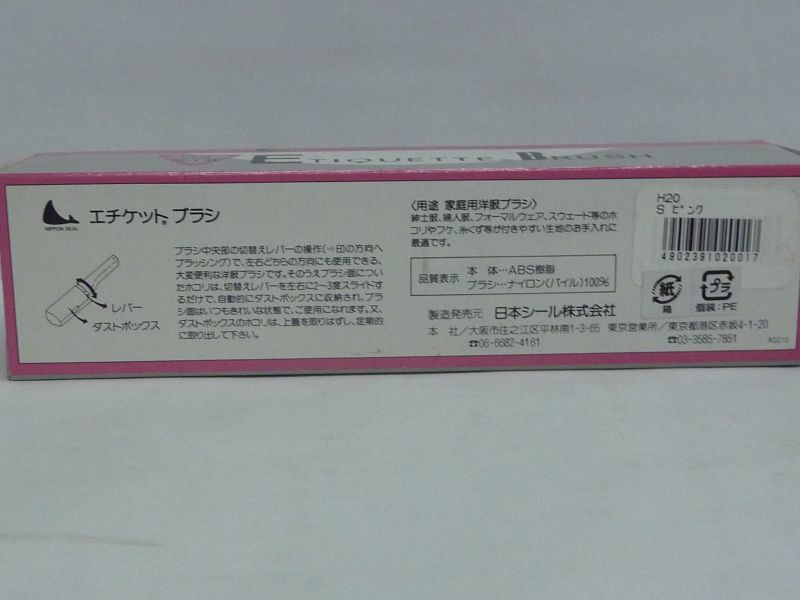 ETIQUETTE BRUSH
NIPPON SEAL
エチケット® ブラシ
レバー
ダストボックス
ブラシ中央部の切替えレバーの操作(→印の方向へ
ブラッシング)で、左右どちらの方向にも使用できる、
大変便利な洋服ブラシです。そのうえブラシ面につい
たホコリは、切替えレバーを左右に2〜3度スライドす
るだけで、自動的にダストボックスに収納され、ブラ
シ面はいつもきれいな状態で、ご使用になれます。又、
ダストボックスのホコリは、上蓋を取りはずし、定期的
に取り出して下さい。
〈用途 家庭用洋服ブラシ〉
紳士服、婦人服、フォーマルウェア、スウェード等のホ
コリやフケ、糸くず等が付きやすい生地のお手入れに
最適です。
品質表示
本 体…ABS樹脂
ブラシ…ナイロン(パイル)100%
製造発売元 日本シール株式会社
本 社/大阪市住之江区平林南1-3-65 東京営業所/東京都港区赤坂4-1-20
☎06-6682-4161 ☎03-3585-7851
H20
S ピンク
4902391020017
紙
箱
プラ
個装:PE
A0210